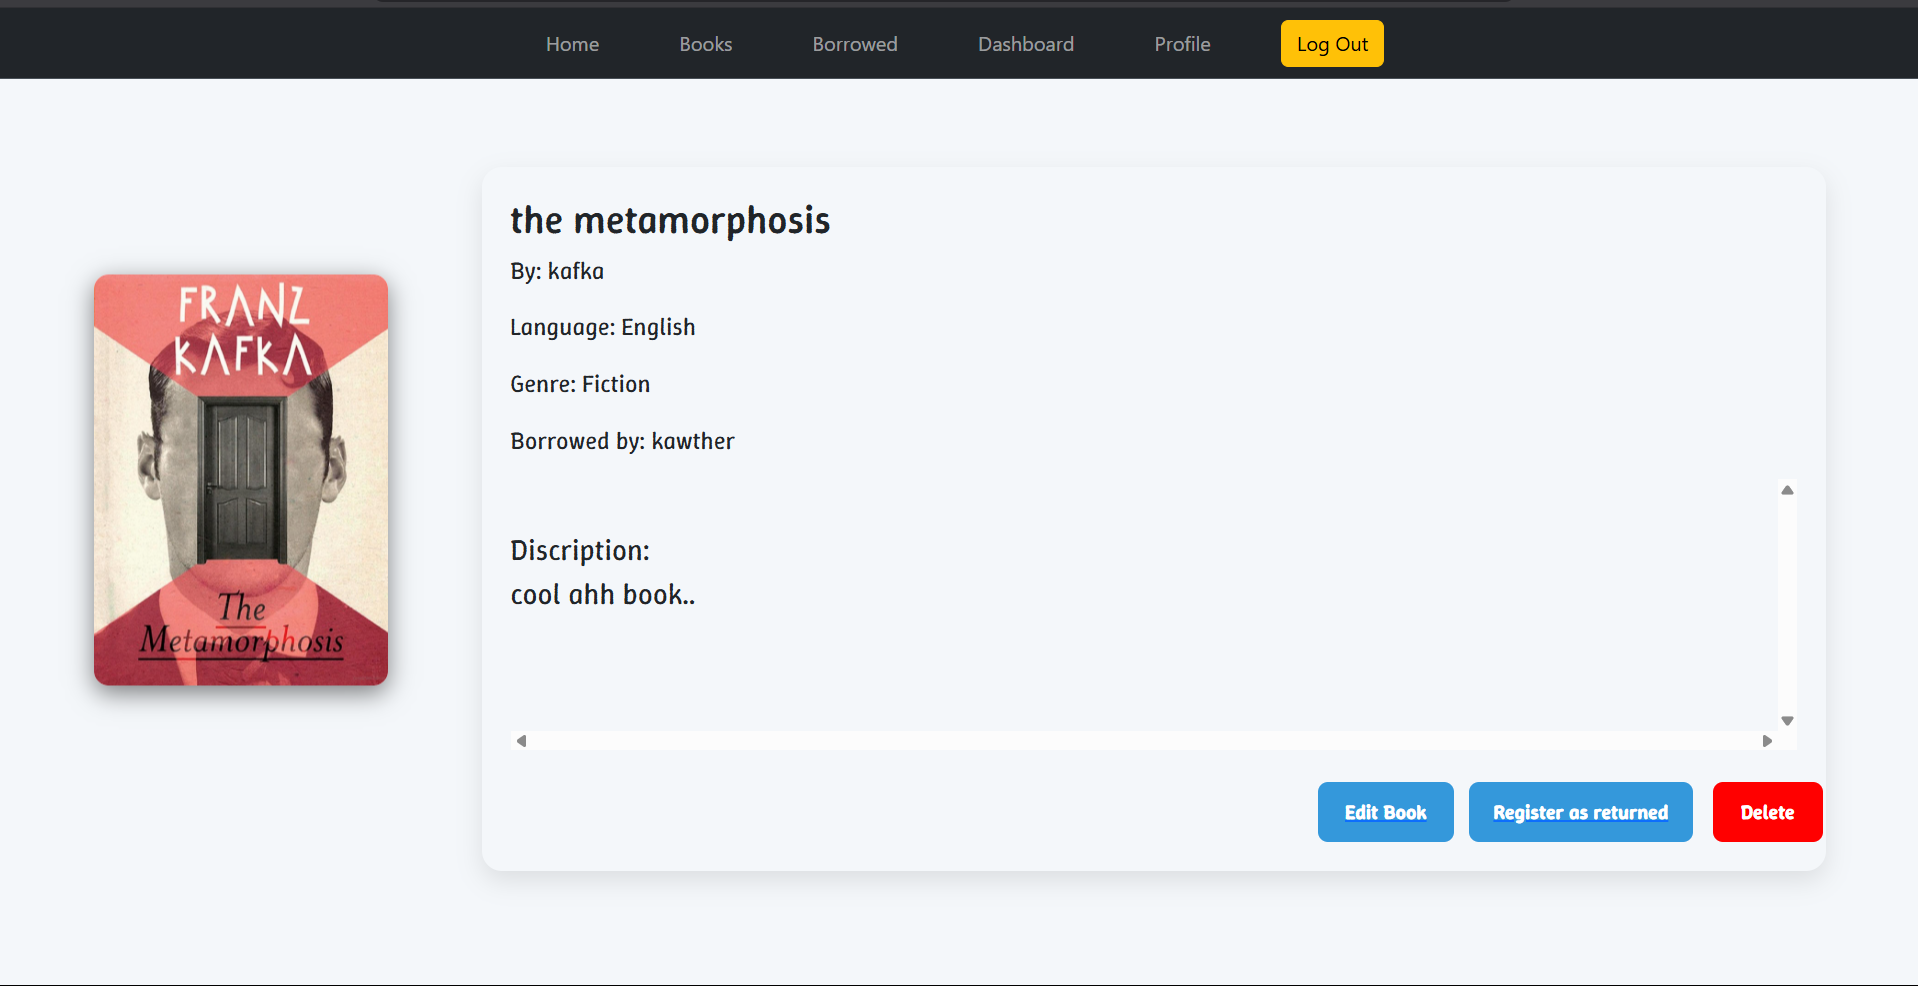 Home Books Borrowed Dashboard Profile Log Out
FRANZ
KAFKA
The
Metamorphosis
the metamorphosis
By: kafka
Language: English
Genre: Fiction
Borrowed by: kawther
Discription:
cool ahh book..
Edit Book Register as returned Delete